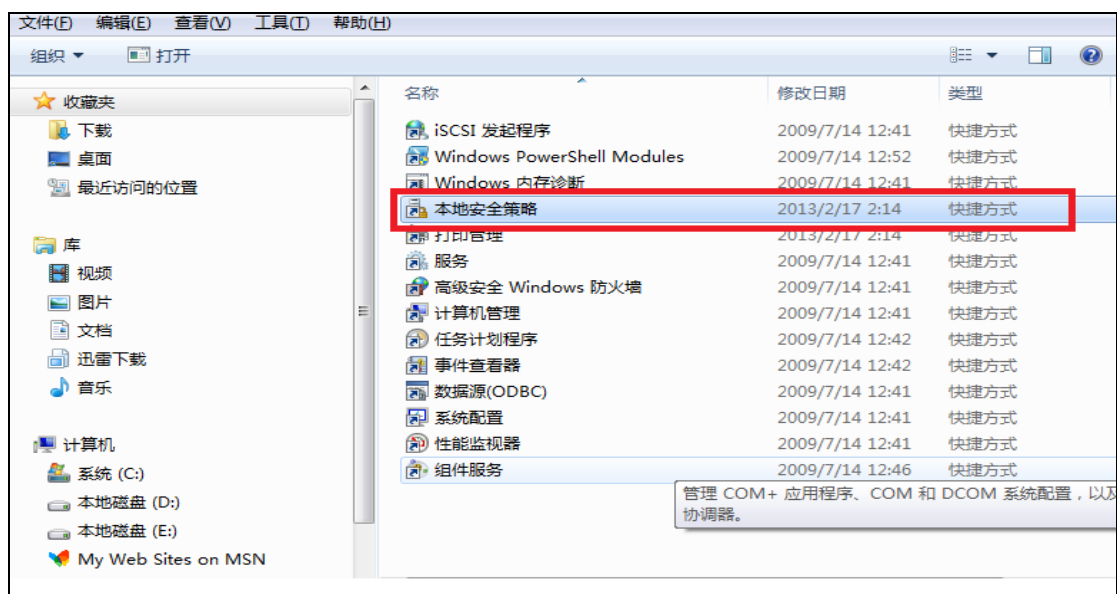 文件(F) 编辑(E) 查看(V) 工具(T) 帮助(H)
组织 打开
收藏夹
下载
桌面
最近访问的位置
库
视频
图片
文档
迅雷下载
音乐
计算机
系统 (C:)
本地磁盘 (D:)
本地磁盘 (E:)
My Web Sites on MSN
名称 修改日期 类型
iSCSI 发起程序 2009/7/14 12:41 快捷方式
Windows PowerShell Modules 2009/7/14 12:52 快捷方式
Windows 内存诊断 2009/7/14 12:41 快捷方式
本地安全策略 2013/2/17 2:14 快捷方式
打印管理 2013/2/17 2:14 快捷方式
服务 2009/7/14 12:41 快捷方式
高级安全 Windows 防火墙 2009/7/14 12:41 快捷方式
计算机管理 2009/7/14 12:41 快捷方式
任务计划程序 2009/7/14 12:42 快捷方式
事件查看器 2009/7/14 12:42 快捷方式
数据源(ODBC) 2009/7/14 12:41 快捷方式
系统配置 2009/7/14 12:41 快捷方式
性能监视器 2009/7/14 12:41 快捷方式
组件服务 2009/7/14 12:46 快捷方式
管理 COM+ 应用程序、COM 和 DCOM 系统配置，以及
协调器。